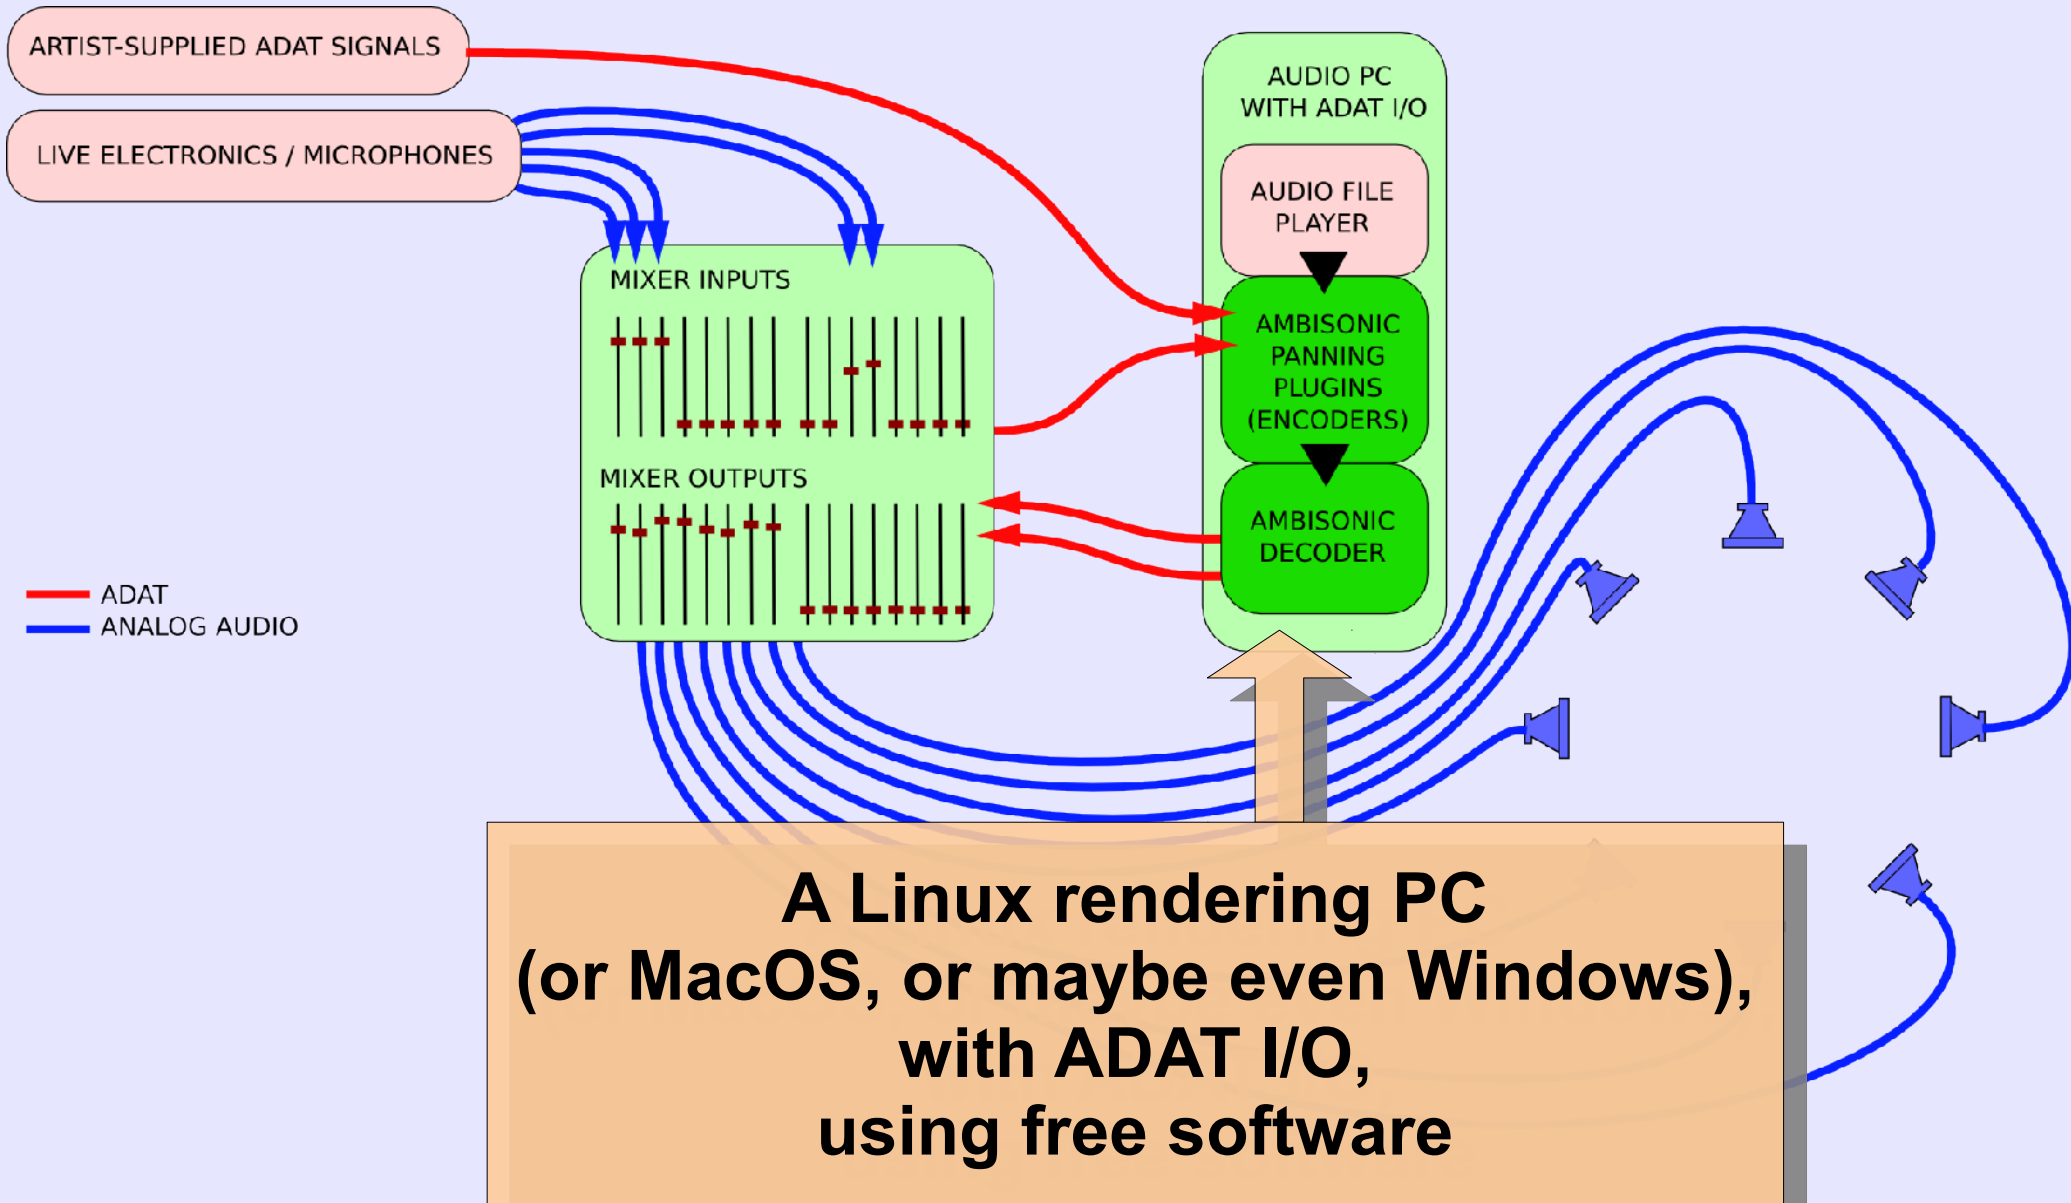 ARTIST-SUPPLIED ADAT SIGNALS
LIVE ELECTRONICS / MICROPHONES
AUDIO PC
WITH ADAT I/O
AUDIO FILE
PLAYER
MIXER INPUTS
AMBISONIC
PANNING
PLUGINS
(ENCODERS)
MIXER OUTPUTS
AMBISONIC
DECODER
ADAT
ANALOG AUDIO
A Linux rendering PC
(or MacOS, or maybe even Windows),
with ADAT I/O,
using free software